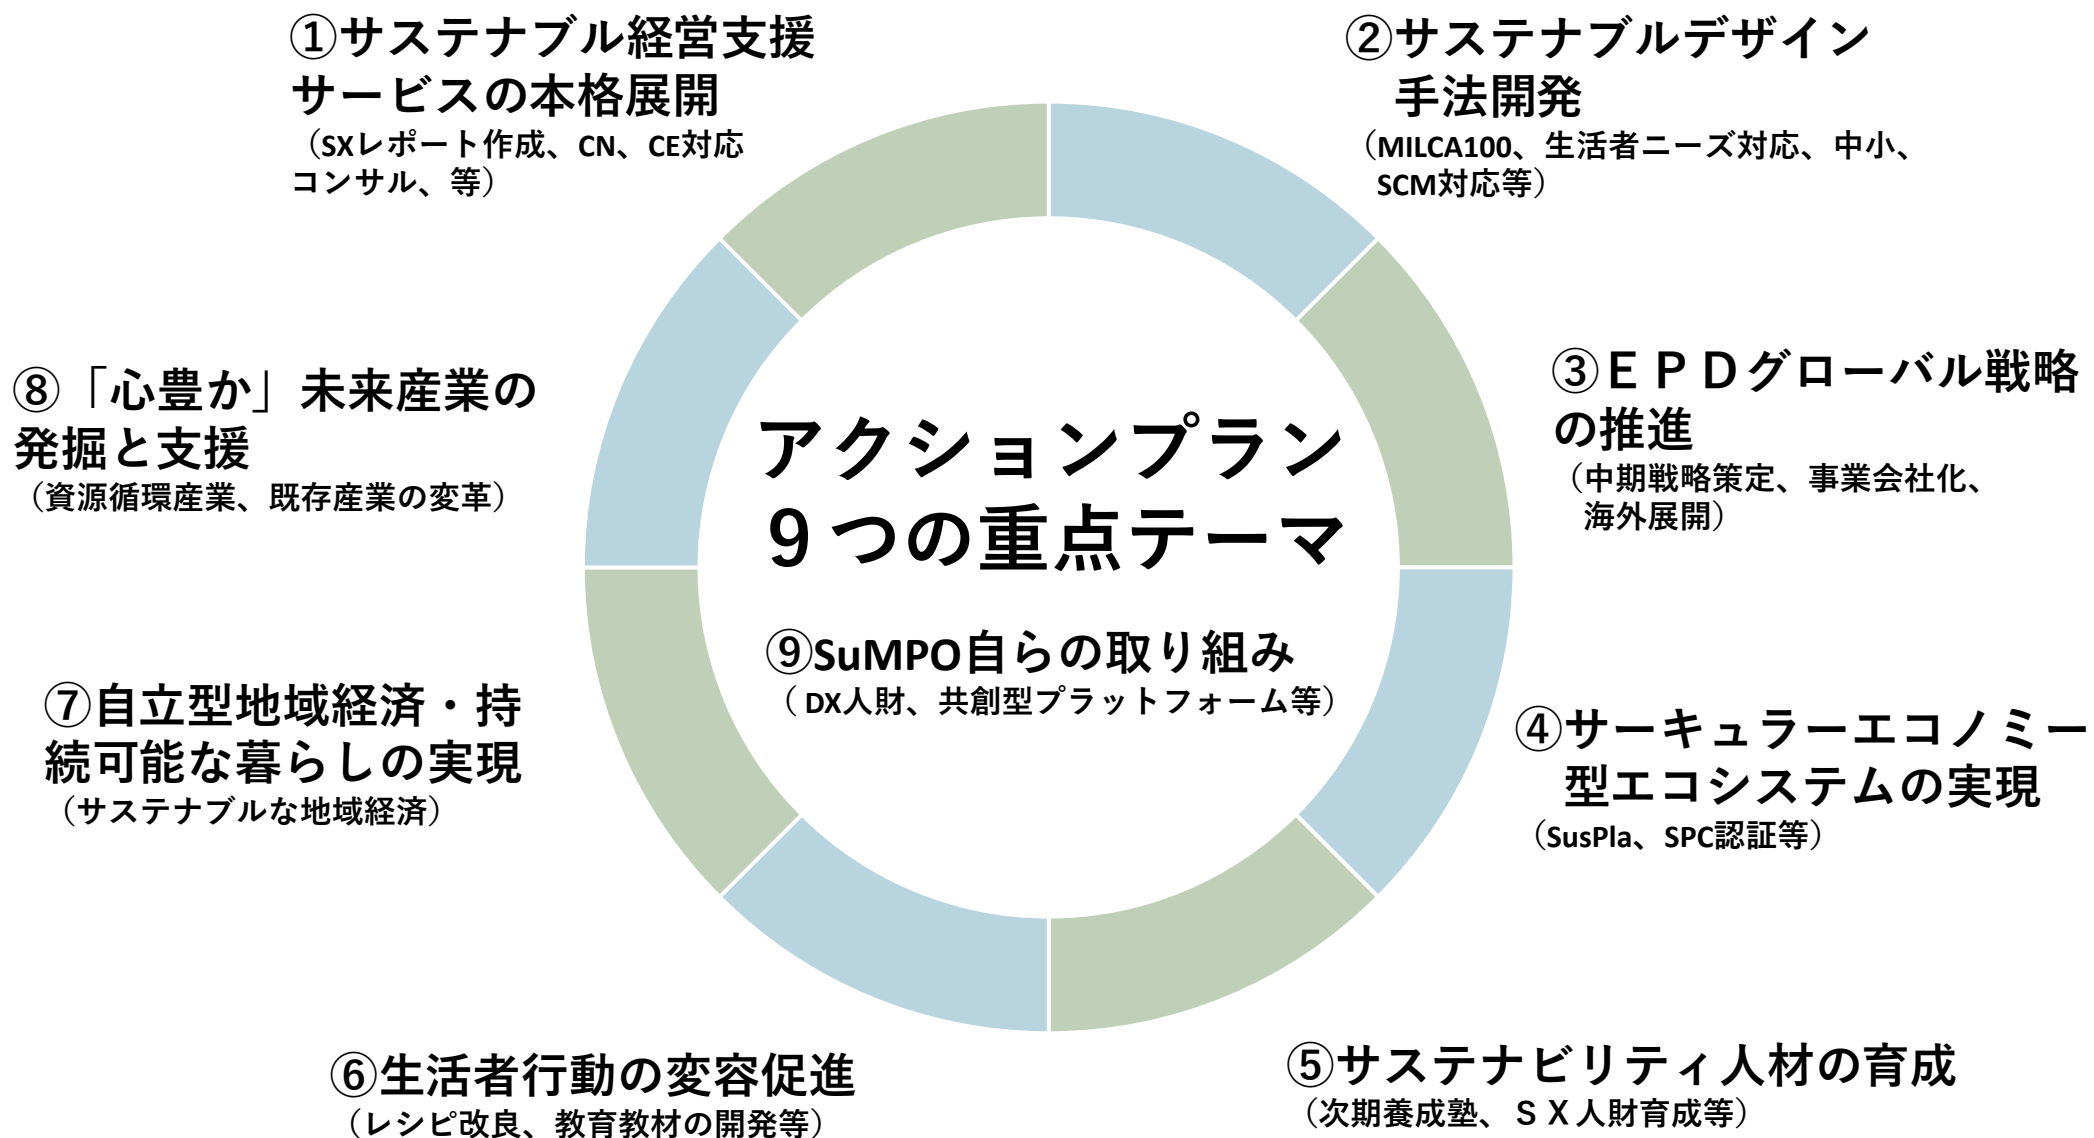 ①サステナブル経営支援
サービスの本格展開
（SXレポート作成、CN、CE対応
コンサル、等）
②サステナブルデザイン
手法開発
（MILCA100、生活者ニーズ対応、中小、
SCM対応等）
③ＥＰＤグローバル戦略
の推進
（中期戦略策定、事業会社化、
海外展開）
④サーキュラーエコノミー
型エコシステムの実現
（SusPla、SPC認証等）
⑤サステナビリティ人材の育成
（次期養成塾、ＳＸ人財育成等）
⑥生活者行動の変容促進
（レシピ改良、教育教材の開発等）
⑦自立型地域経済・持
続可能な暮らしの実現
（サステナブルな地域経済）
⑧「心豊か」未来産業の
発掘と支援
（資源循環産業、既存産業の変革）
アクションプラン
９つの重点テーマ
⑨SuMPO自らの取り組み
（ DX人財、共創型プラットフォーム等）